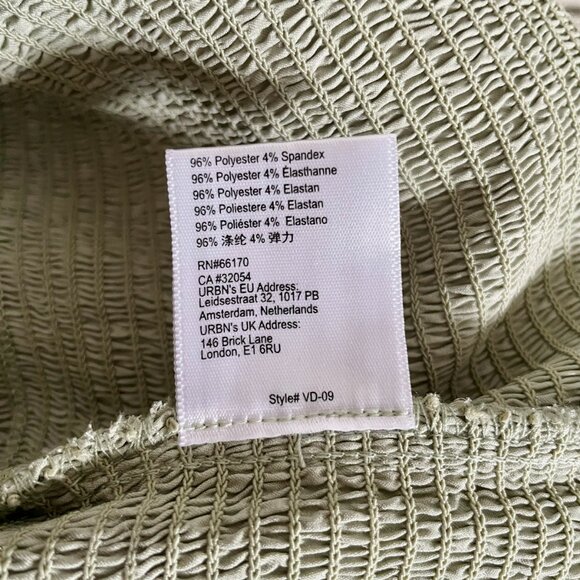 96% Polyester 4% Spandex
96% Polyester 4% Élasthanne
96% Polyester 4% Elastan
96% Poliestere 4% Elastan
96% Poliéster 4% Elastano
96% 涤纶 4% 弹力
RN#66170
CA #32054
URBN's EU Address:
Leidsestraat 32, 1017 PB
Amsterdam, Netherlands
URBN's UK Address:
146 Brick Lane
London, E1 6RU
Style# VD-09